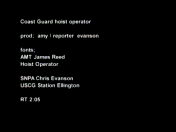 Coast Guard hoist operator
prod; amy / reporter evanson
fonts;
AMT James Reed
Hoist Operator
SNPA Chris Evanson
USCG Station Ellington
RT 2:05